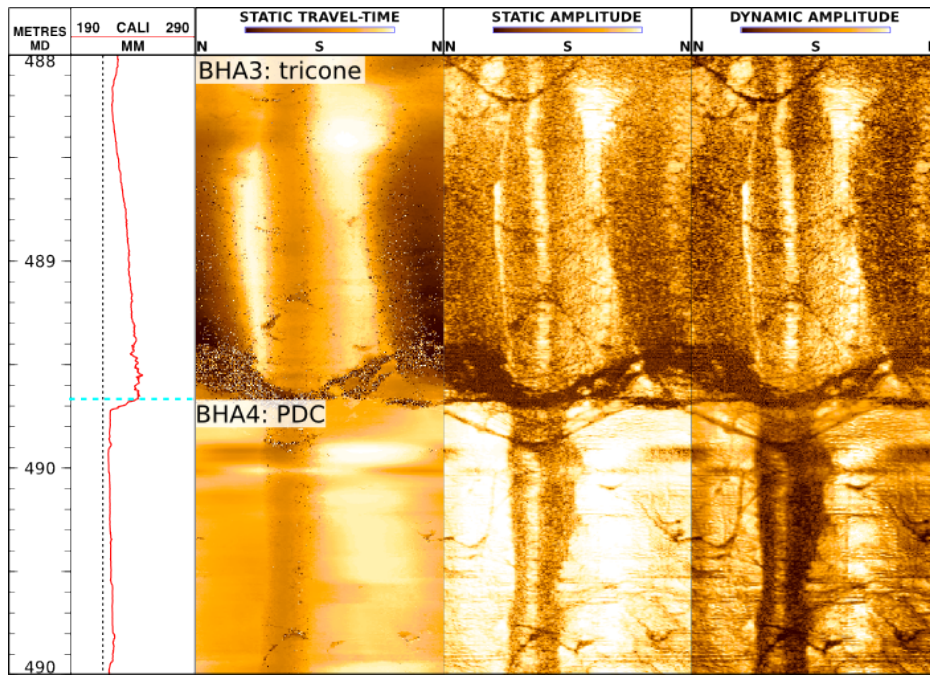 STATIC TRAVEL-TIME STATIC AMPLITUDE DYNAMIC AMPLITUDE
METRES 190 CALI 290
MD MM N S N N S N N S N
488
BHA3: tricone
489
BHA4: PDC
490
490